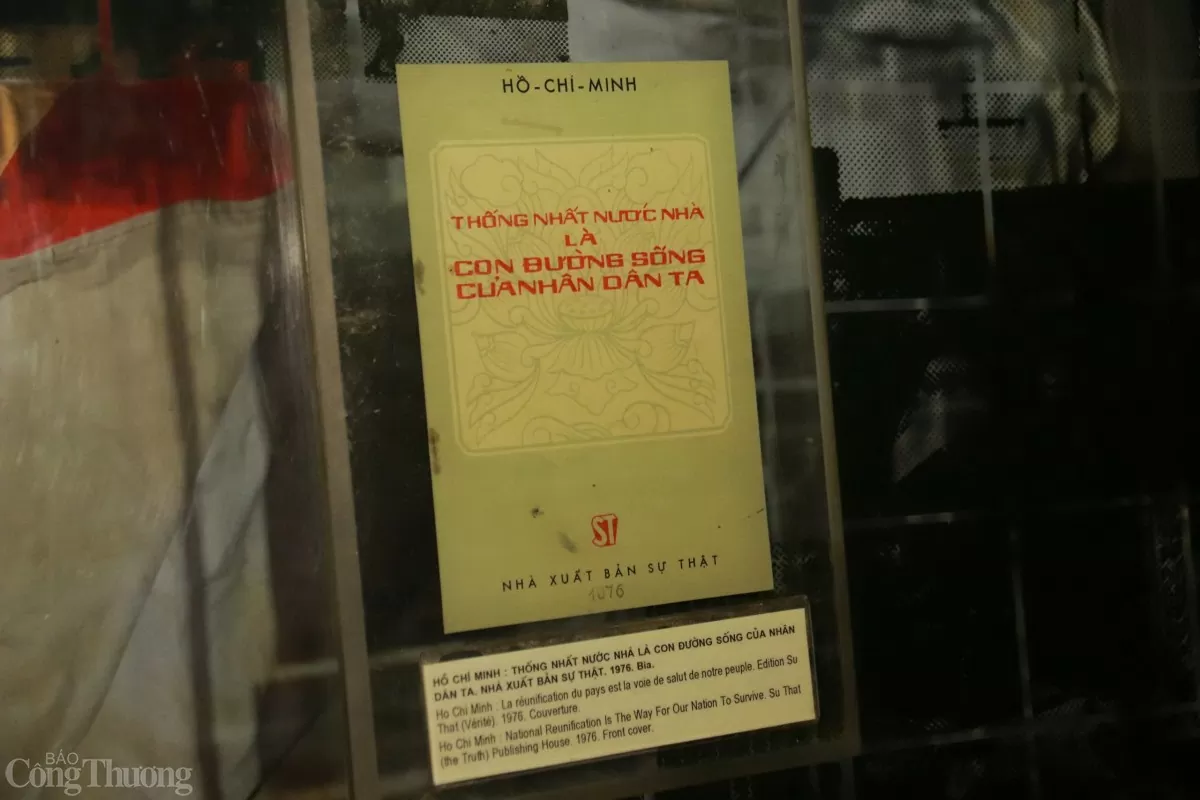 HỒ-CHÍ-MINH
THỐNG NHẤT NƯỚC NHÀ
LÀ
CON ĐƯỜNG SỐNG
CỦA NHÂN DÂN TA
ST
NHÀ XUẤT BẢN SỰ THẬT
1976
HỒ CHÍ MINH : THỐNG NHẤT NƯỚC NHÀ LÀ CON ĐƯỜNG SỐNG CỦA NHÂN
DÂN TA. NHÀ XUẤT BẢN SỰ THẬT. 1976. Bìa.
Ho Chi Minh : La réunification du pays est la voie de salut de notre peuple. Edition Su
That (Vérité). 1976. Couverture.
Ho Chi Minh : National Reunification Is The Way For Our Nation To Survive. Su That
(the Truth) Publishing House. 1976. Front cover.
BÁO
Công Thương